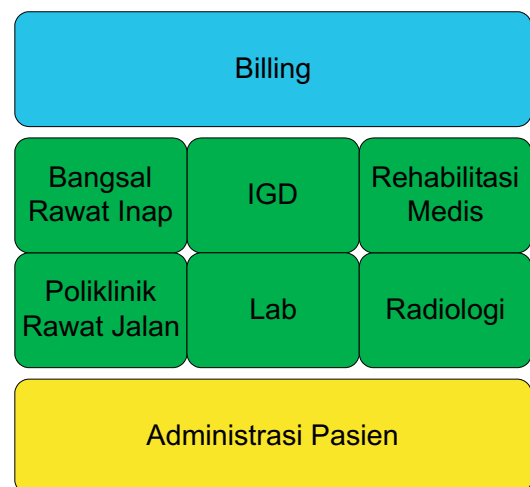 Billing
Bangsal
Rawat Inap
IGD
Rehabilitasi
Medis
Poliklinik
Rawat Jalan
Lab
Radiologi
Administrasi Pasien